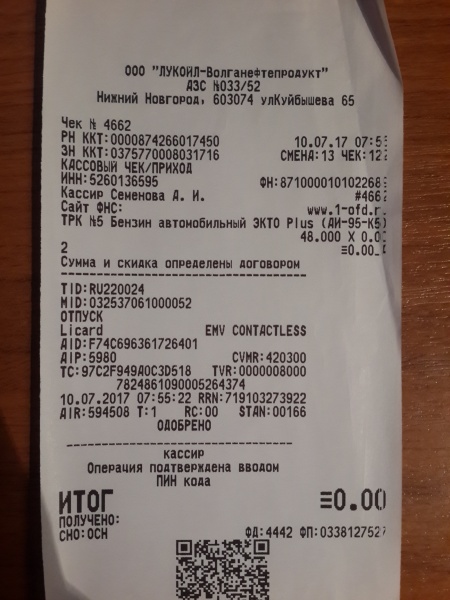 ООО "ЛУКОЙЛ-Волганефтепродукт"
АЗС №033/52
Нижний Новгород, 603074 улКуйбышева 65
Чек № 4662
РН ККТ:0000874266017450 10.07.17 07:5
ЗН ККТ:0375770008031716 СМЕНА:13 ЧЕК:12
КАССОВЫЙ ЧЕК/ПРИХОД
ИНН:5260136595 ФН:871000010102268
Кассир Семенова А. И. #466
Сайт ФНС: www.1-ofd.r
ТРК №5 Бензин автомобильный ЭКТО Plus (АИ-95-К5)
48.000 X 0.0
2 ≡0.0
Сумма и скидка определены договором
TID:RU220024
MID:032537061000052
ОТПУСК
Licard EMV CONTACTLESS
AID:F74C696361726401
AIP:5980 CVMR:420300
TC:97C2F949A0C3D518 TVR:0000008000
7824861090005264374
10.07.2017 07:55:22 RRN:719103273922
AIR:594508 T:1 RC:00 STAN:00166
ОДОБРЕНО
кассир
Операция подтверждена вводом
ПИН кода
ИТОГ ≡0.00
ПОЛУЧЕНО:
СНО:ОСН ФД:4442 ФП:033812752